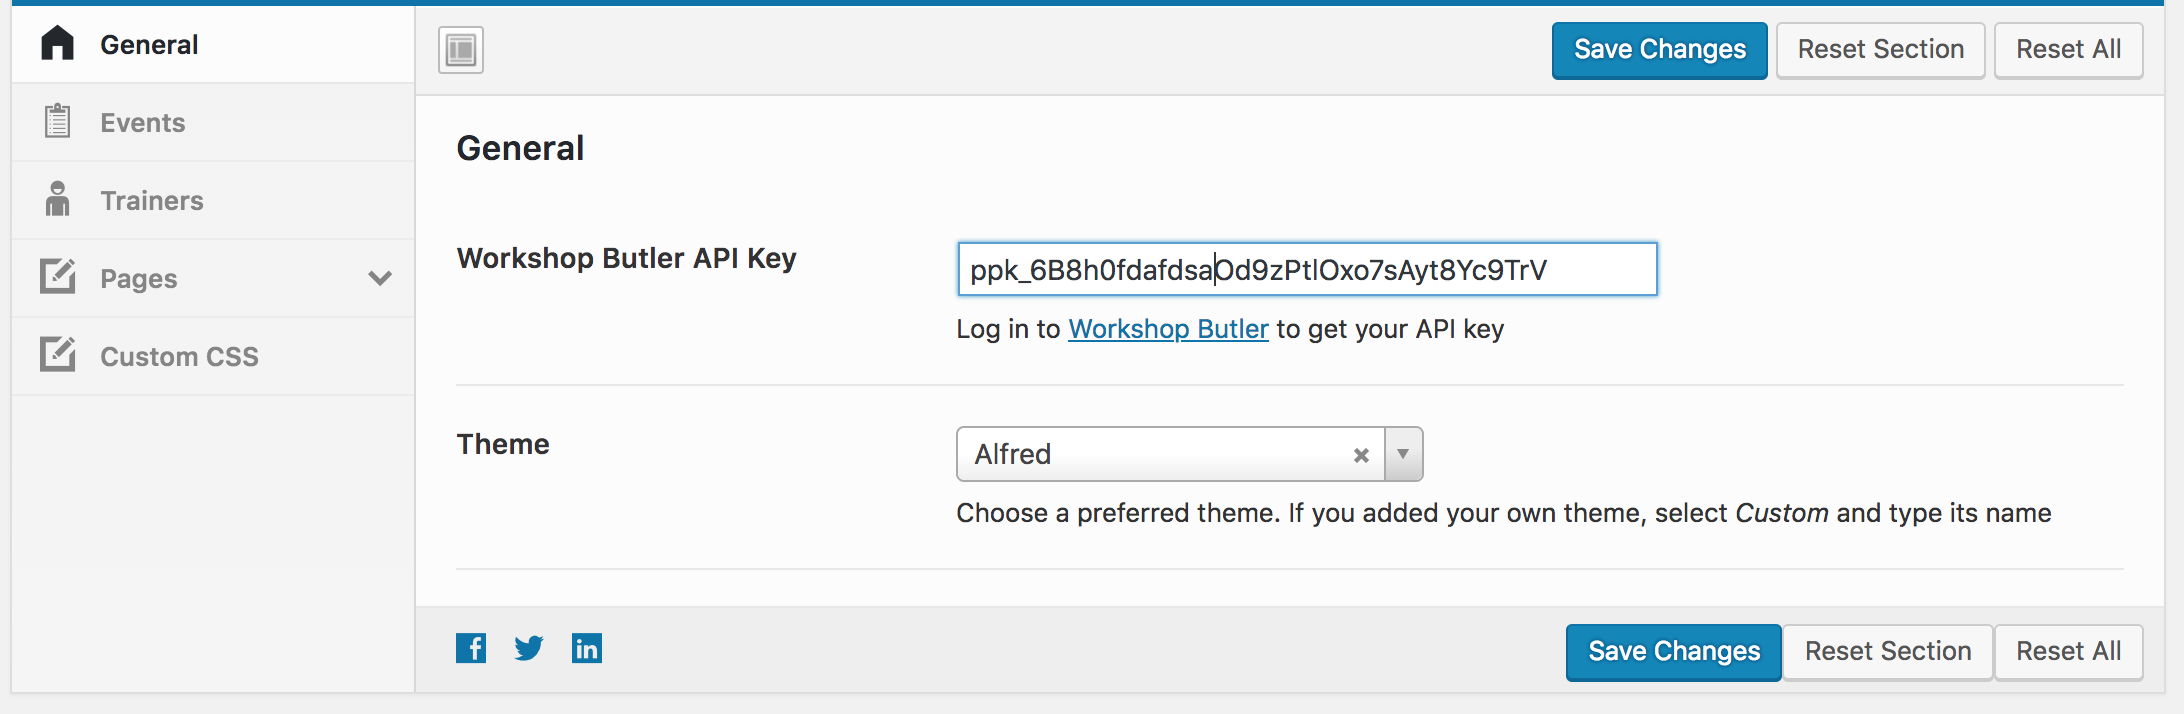 General
Events
Trainers
Pages
Custom CSS
Save Changes
Reset Section
Reset All
General
Workshop Butler API Key
ppk_6B8h0fdafdsaOd9zPtlOxo7sAyt8Yc9TrV
Log in to Workshop Butler to get your API key
Theme
Alfred
Choose a preferred theme. If you added your own theme, select Custom and type its name
Save Changes
Reset Section
Reset All